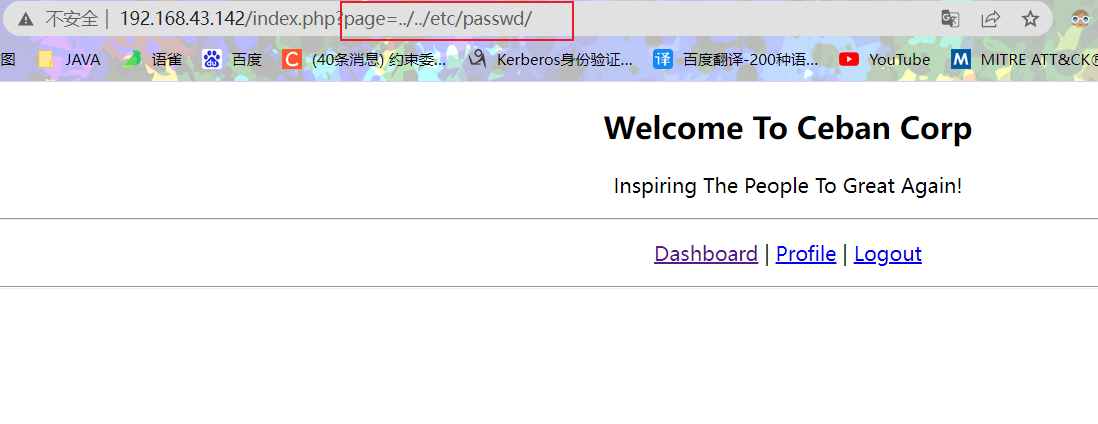 不安全 | 192.168.43.142/index.php?page=../../etc/passwd/
图 JAVA 语雀 百度 C (40条消息) 约束委... Kerberos身份验证... 译 百度翻译-200种语... YouTube M MITRE ATT&CK®
Welcome To Ceban Corp
Inspiring The People To Great Again!
Dashboard | Profile | Logout